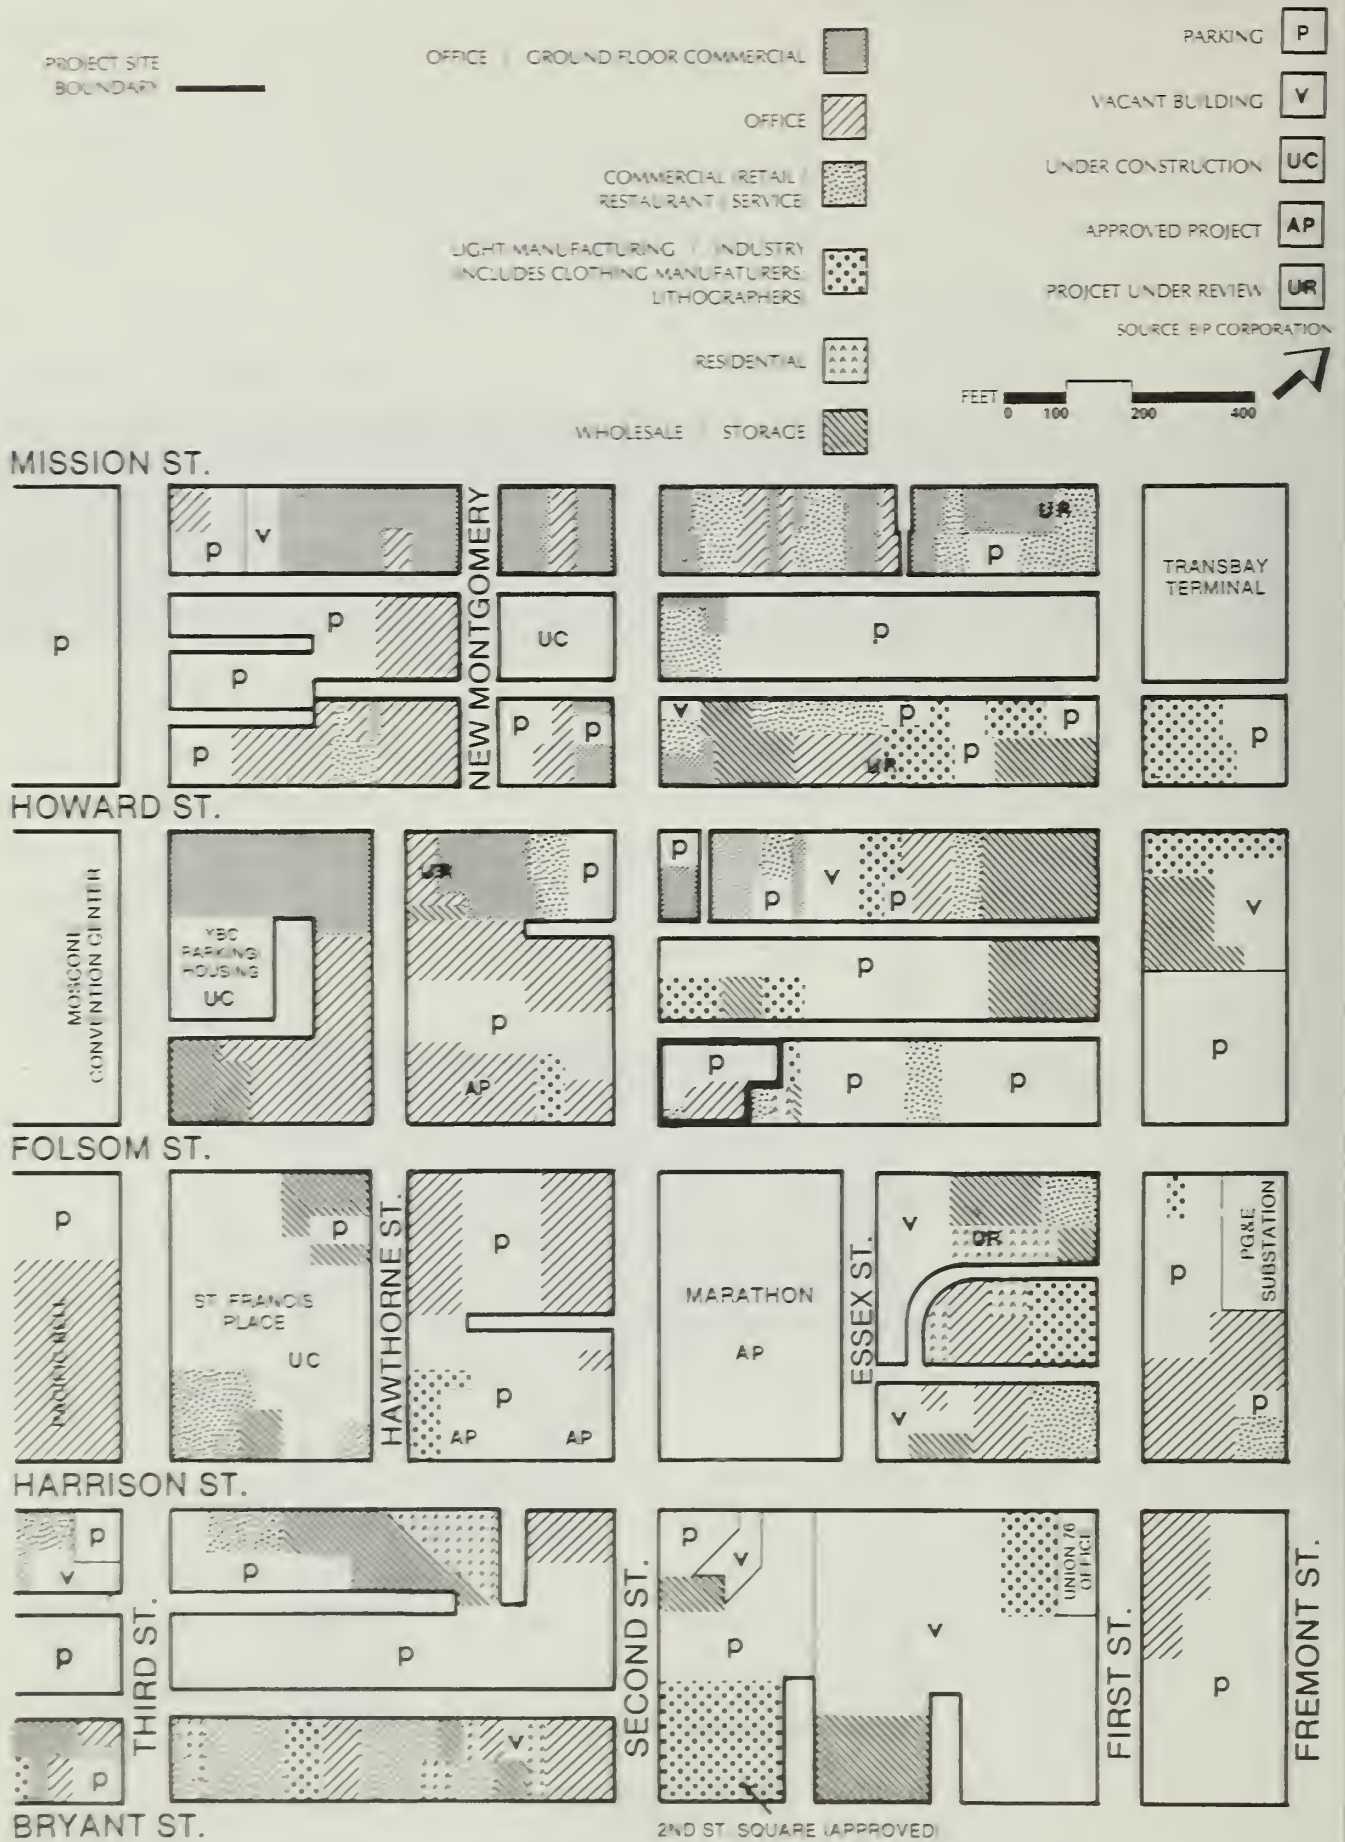 PROJECT SITE
BOUNDARY
OFFICE / GROUND FLOOR COMMERCIAL
OFFICE
COMMERCIAL (RETAIL /
RESTAURANT / SERVICE)
LIGHT MANUFACTURING / INDUSTRY
(INCLUDES CLOTHING MANUFATURERS,
LITHOGRAPHERS)
RESIDENTIAL
WHOLESALE / STORAGE
PARKING P
VACANT BUILDING V
UNDER CONSTRUCTION UC
APPROVED PROJECT AP
PROJCET UNDER REVIEW UR
SOURCE EIP CORPORATION
FEET
0 100 200 400
MISSION ST.
P
P
V
UR
P
TRANSBAY
TERMINAL
P
P
UC
P
NEW MONTGOMERY
P
P
P
V
P
UR
P
P
P
HOWARD ST.
MOSCONE
CONVENTION CENTER
YBC
PARKING/
HOUSING
UC
UR
P
P
AP
P
P
V
P
V
P
P
P
P
P
FOLSOM ST.
P
PACIFIC BELL
P
ST. FRANCIS
PLACE
UC
HAWTHORNE ST.
P
P
AP
AP
MARATHON
AP
ESSEX ST.
V
UR
V
P
PG&E
SUBSTATION
P
HARRISON ST.
P
V
P
P
THIRD ST.
P
P
V
SECOND ST.
P
V
P
V
UNION 76
OFFICE
FIRST ST.
P
FREMONT ST.
BRYANT ST.
2ND ST. SQUARE (APPROVED)